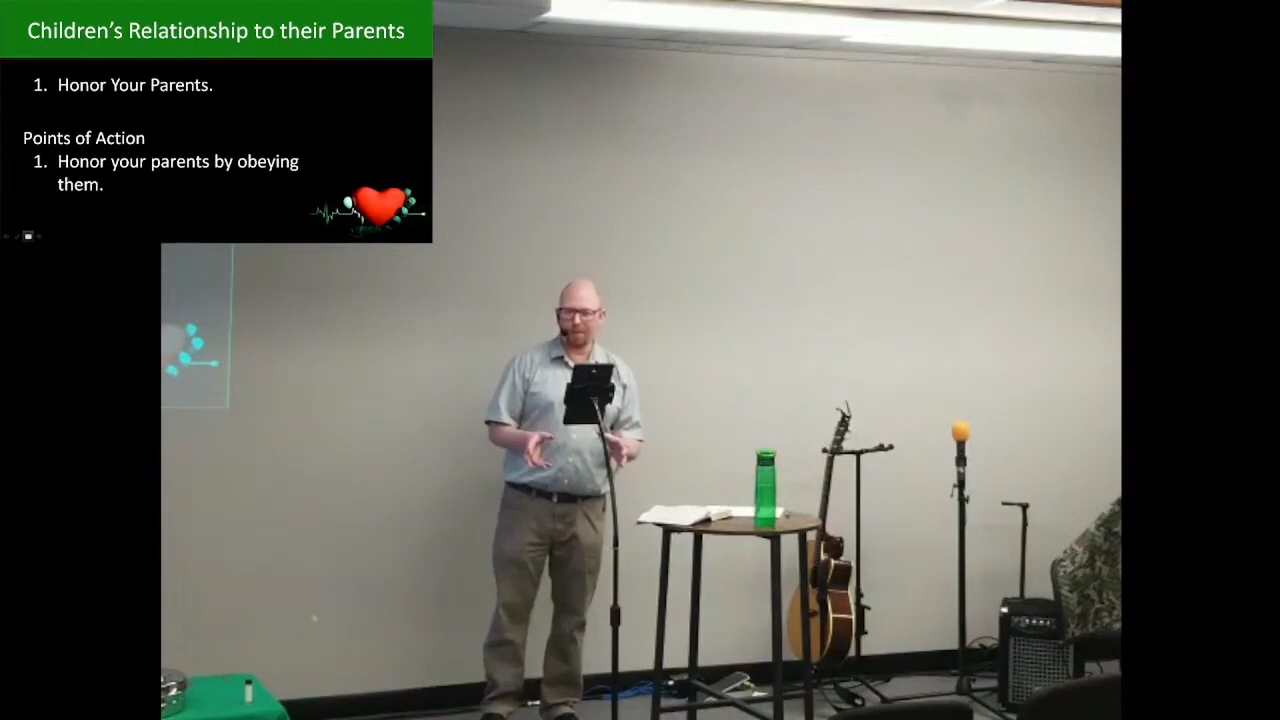 Children's Relationship to their Parents
1. Honor Your Parents.
Points of Action
1. Honor your parents by obeying
them.